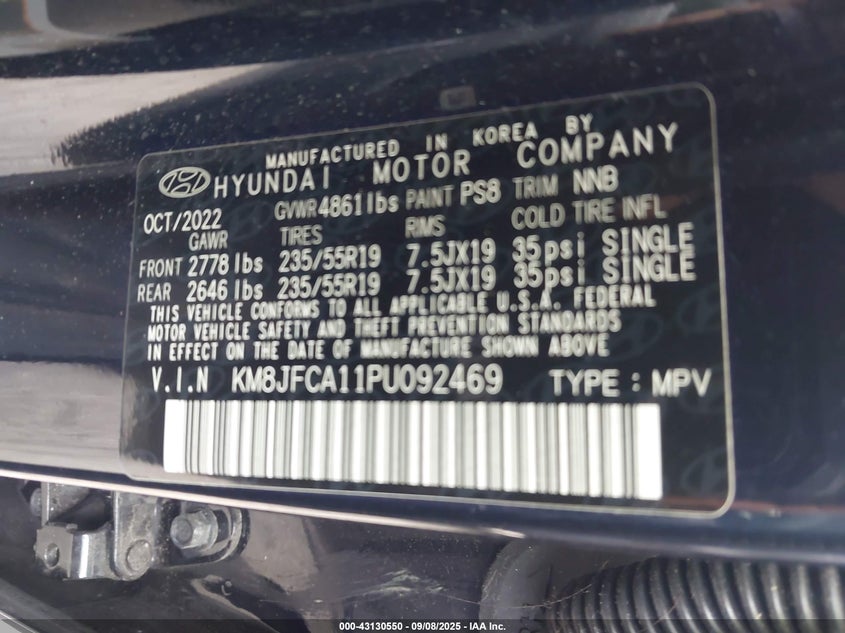 MANUFACTURED IN KOREA BY
HYUNDAI MOTOR COMPANY
OCT/2022 GVWR 4861 lbs PAINT PS8 TRIM NNB
GAWR TIRES RMS COLD TIRE INFL
FRONT 2778 lbs 235/55R19 7.5JX19 35psi SINGLE
REAR 2646 lbs 235/55R19 7.5JX19 35psi SINGLE
THIS VEHICLE CONFORMS TO ALL APPLICABLE U.S.A. FEDERAL
MOTOR VEHICLE SAFETY AND THEFT PREVENTION STANDARDS
IN EFFECT ON THE DATE OF MANUFACTURE SHOWN ABOVE.
V.I.N KM8JFCA11PU092469 TYPE : MPV
000-43130550 - 09/08/2025 - IAA Inc.